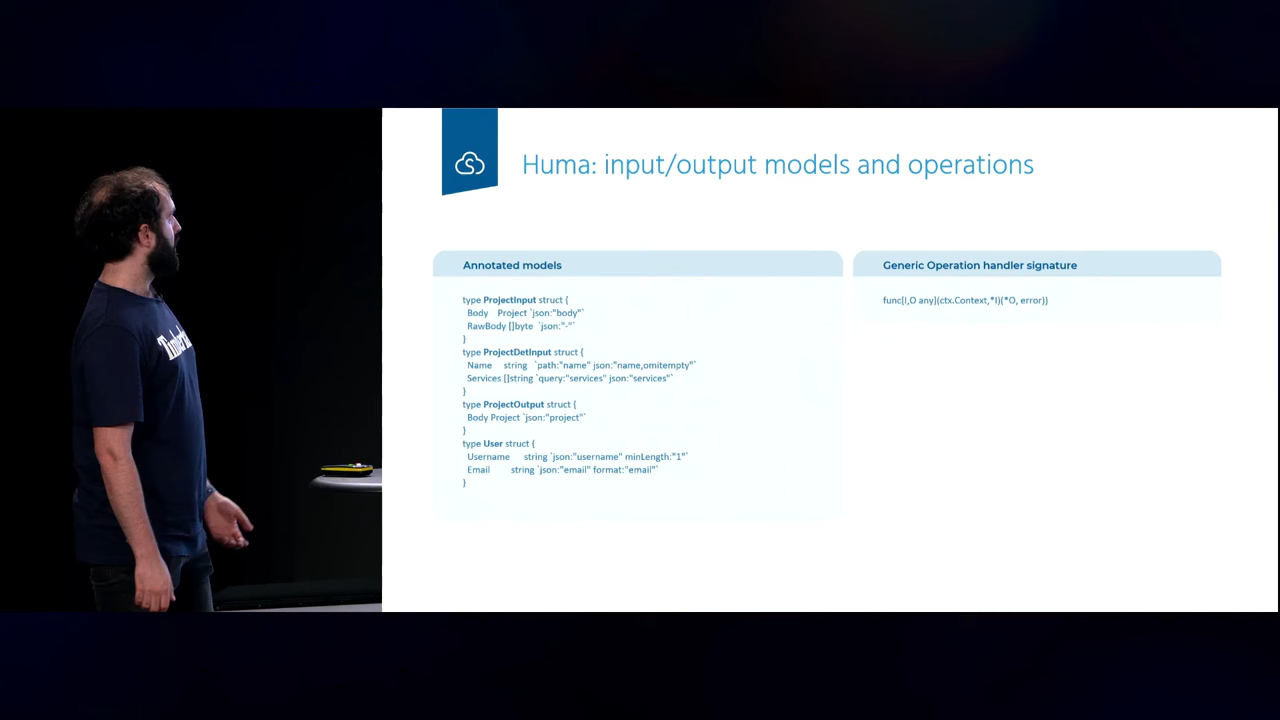 Huma: input/output models and operations
Annotated models
type ProjectInput struct {
Body Project `json:"body"`
RawBody []byte `json:"-"`
}
type ProjectDetInput struct {
Name string `path:"name" json:"name,omitempty"`
Services []string `query:"services" json:"services"`
}
type ProjectOutput struct {
Body Project `json:"project"`
}
type User struct {
Username string `json:"username" minLength:"1"`
Email string `json:"email" format:"email"`
}
Generic Operation handler signature
func[I,O any](ctx.Context,*I)(*O, error))